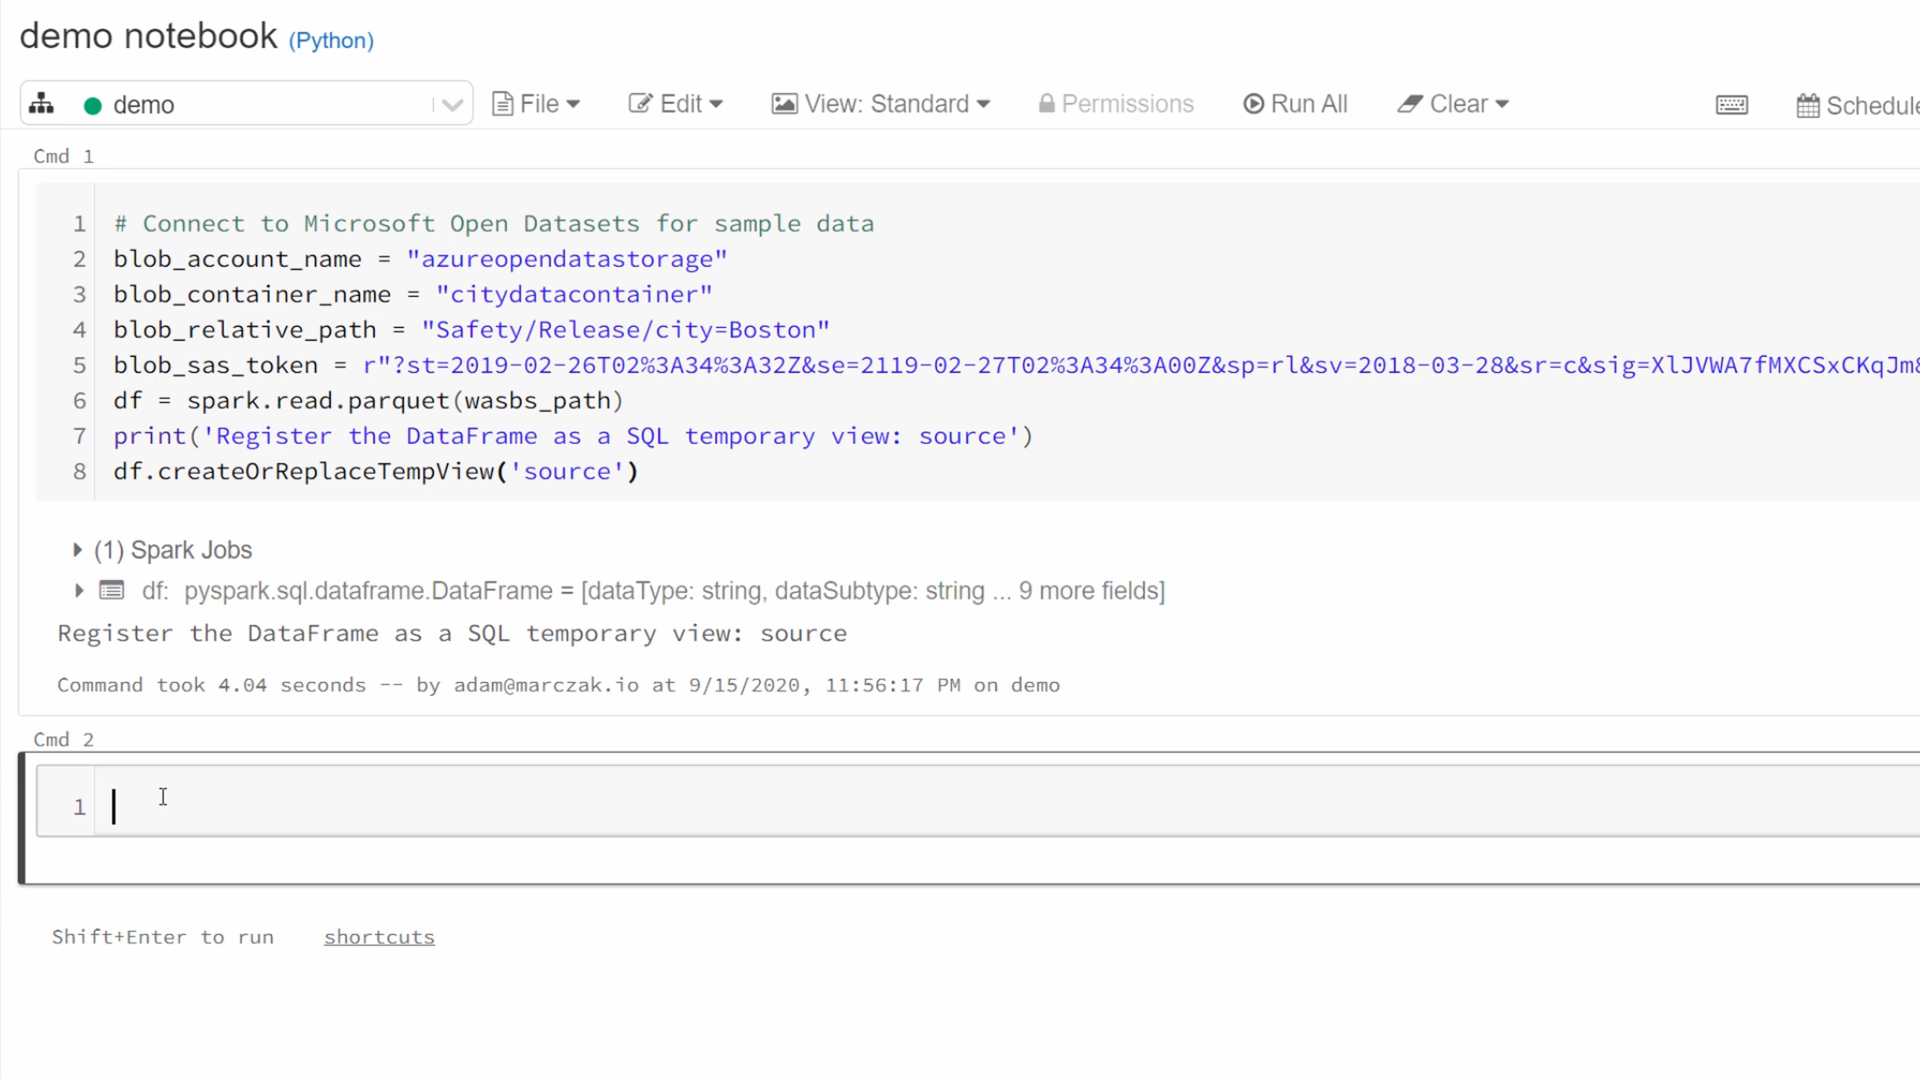 demo notebook (Python)
demo File Edit View: Standard Permissions Run All Clear Schedule
Cmd 1
1 # Connect to Microsoft Open Datasets for sample data
2 blob_account_name = "azureopendatastorage"
3 blob_container_name = "citydatacontainer"
4 blob_relative_path = "Safety/Release/city=Boston"
5 blob_sas_token = r"?st=2019-02-26T02%3A34%3A32Z&se=2119-02-27T02%3A34%3A00Z&sp=rl&sv=2018-03-28&sr=c&sig=XlJVWA7fMXCSxCKqJm8
6 df = spark.read.parquet(wasbs_path)
7 print('Register the DataFrame as a SQL temporary view: source')
8 df.createOrReplaceTempView('source')
(1) Spark Jobs
df: pyspark.sql.dataframe.DataFrame = [dataType: string, dataSubtype: string ... 9 more fields]
Register the DataFrame as a SQL temporary view: source
Command took 4.04 seconds -- by adam@marczak.io at 9/15/2020, 11:56:17 PM on demo
Cmd 2
1
Shift+Enter to run shortcuts